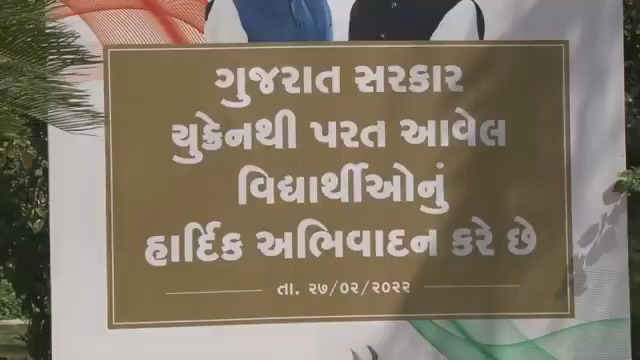 ગુજરાત સરકાર
યુક્રેનથી પરત આવેલ
વિદ્યાર્થીઓનું
હાર્દિક અભિવાદન કરે છે
તા. ૨૭/૦૨/૨૦૨૨